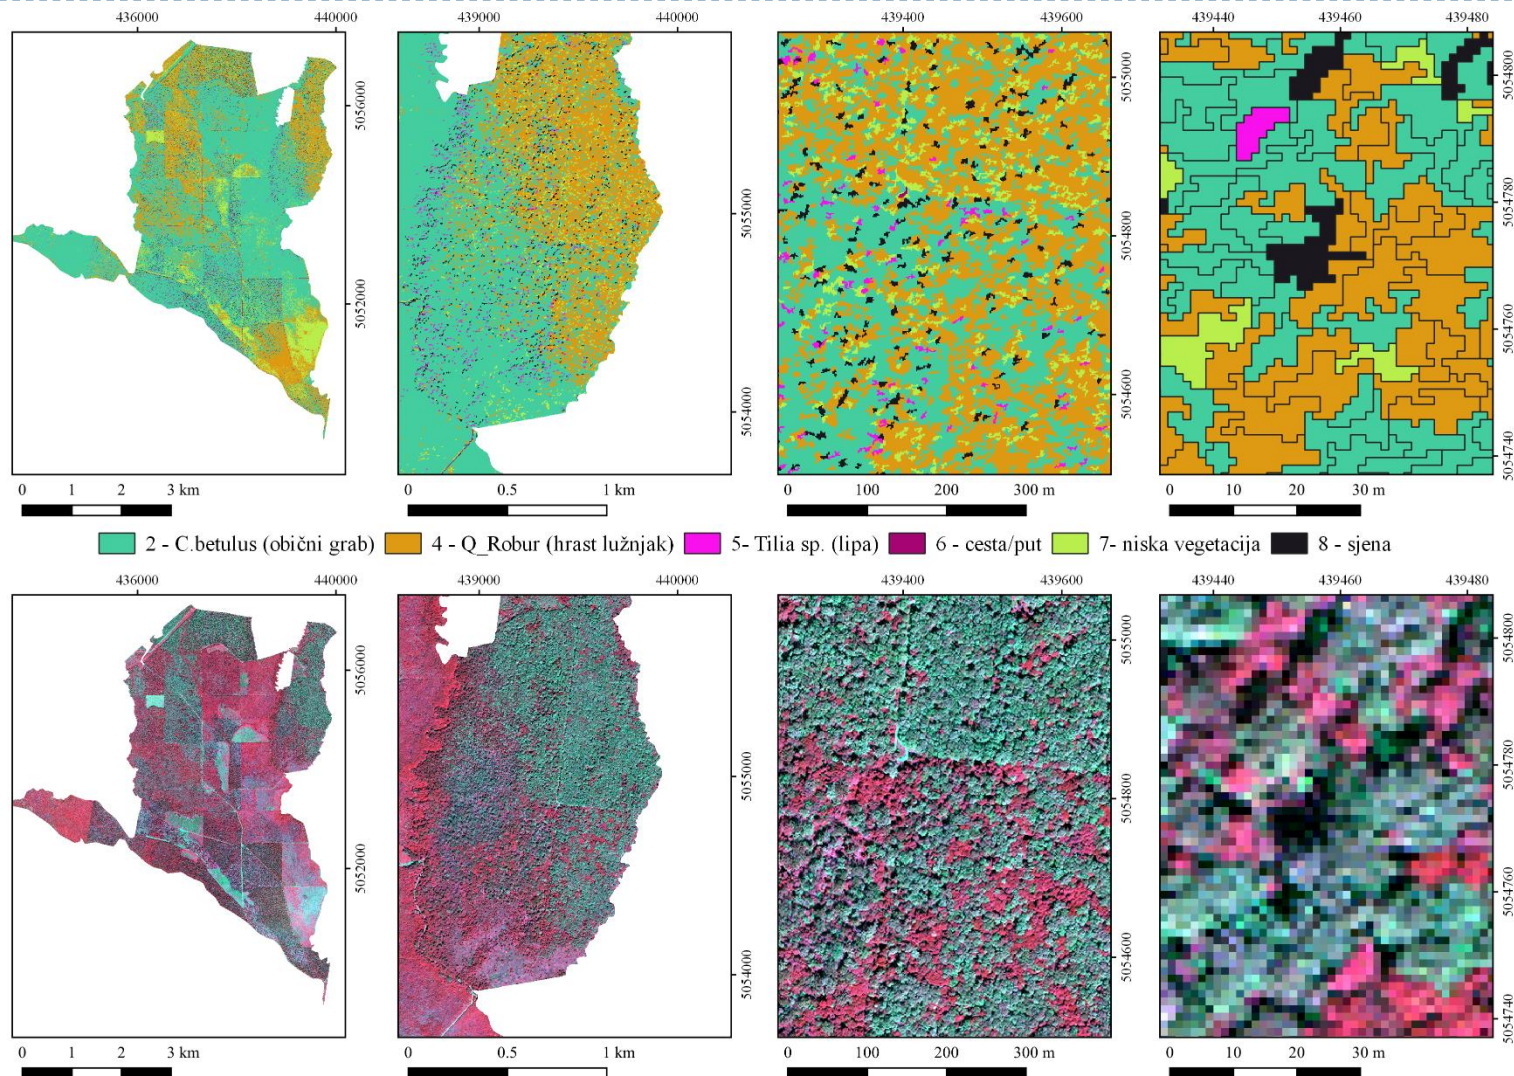 436000 440000 439000 440000 439400 439600 439440 439460 439480
5056000 5052000
5055000 5054000
5055000 5054800 5054600
5054800 5054780 5054760 5054740
0 1 2 3 km 0 0.5 1 km 0 100 200 300 m 0 10 20 30 m
2 - C.betulus (obični grab) 4 - Q_Robur (hrast lužnjak) 5- Tilia sp. (lipa) 6 - cesta/put 7- niska vegetacija 8 - sjena
436000 440000 439000 440000 439400 439600 439440 439460 439480
5056000 5052000
5055000 5054000
5055000 5054800 5054600
5054800 5054780 5054760 5054740
0 1 2 3 km 0 0.5 1 km 0 100 200 300 m 0 10 20 30 m